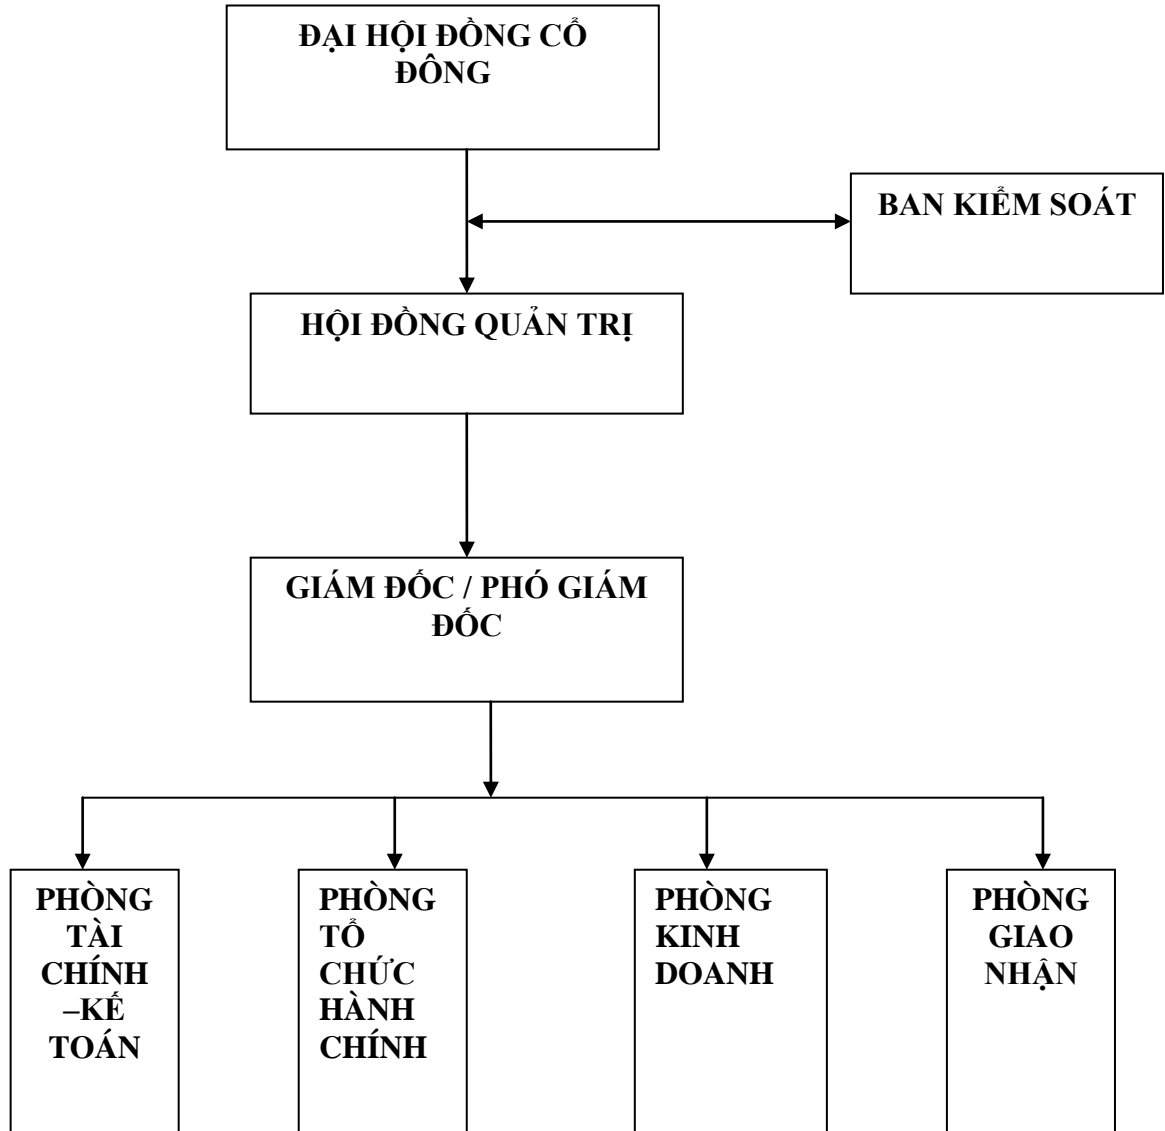 ĐẠI HỘI ĐỒNG CỔ
ĐÔNG
BAN KIỂM SOÁT
HỘI ĐỒNG QUẢN TRỊ
GIÁM ĐỐC / PHÓ GIÁM
ĐỐC
PHÒNG
TÀI
CHÍNH
–KẾ
TOÁN
PHÒNG
TỔ
CHỨC
HÀNH
CHÍNH
PHÒNG
KINH
DOANH
PHÒNG
GIAO
NHẬN